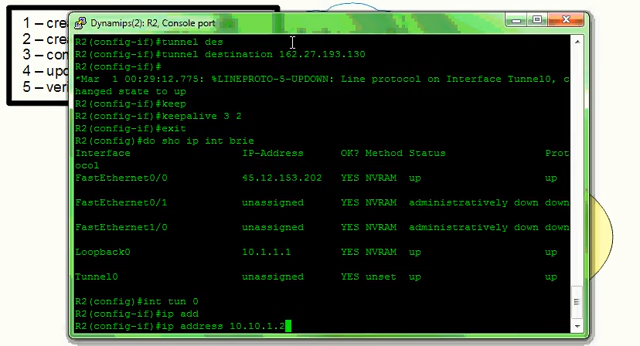 1 – crea
2 – crea
3 – con
4 – upd
5 – veri
Dynamips(2): R2, Console port
R2(config-if)#tunnel des
R2(config-if)#tunnel destination 162.27.193.130
R2(config-if)#
*Mar  1 00:29:12.775: %LINEPROTO-5-UPDOWN: Line protocol on Interface Tunnel0, c
hanged state to up
R2(config-if)#keep
R2(config-if)#keepalive 3 2
R2(config-if)#exit
R2(config)#do sho ip int brie
Interface IP-Address OK? Method Status Prot
ocol
FastEthernet0/0 45.12.153.202 YES NVRAM up up
FastEthernet0/1 unassigned YES NVRAM administratively down down
FastEthernet1/0 unassigned YES NVRAM administratively down down
Loopback0 10.1.1.1 YES NVRAM up up
Tunnel0 unassigned YES unset up up
R2(config)#int tun 0
R2(config-if)#ip add
R2(config-if)#ip address 10.10.1.2